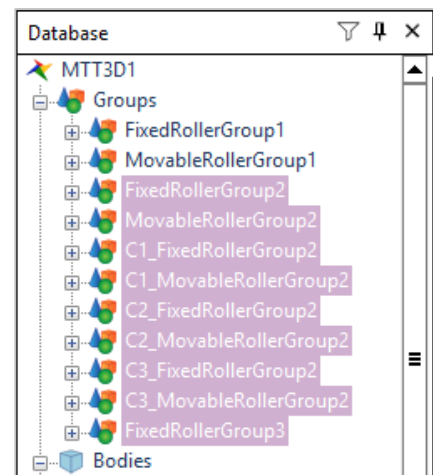 Database
MTT3D1
Groups
FixedRollerGroup1
MovableRollerGroup1
FixedRollerGroup2
MovableRollerGroup2
C1_FixedRollerGroup2
C1_MovableRollerGroup2
C2_FixedRollerGroup2
C2_MovableRollerGroup2
C3_FixedRollerGroup2
C3_MovableRollerGroup2
FixedRollerGroup3
Bodies